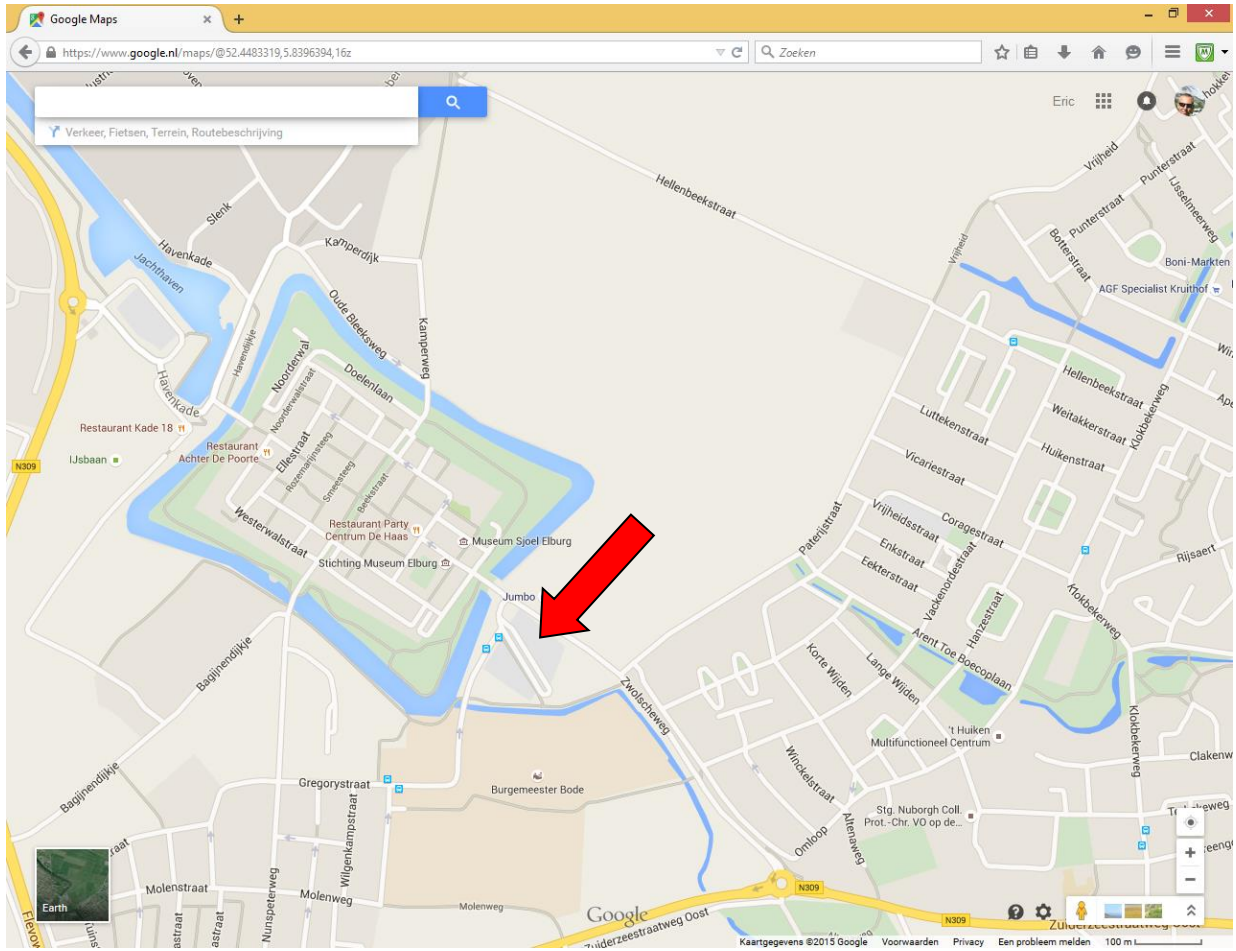 Google Maps
https://www.google.nl/maps/@52.4483319,5.8396394,16z
Zoeken
Eric
Verkeer, Fietsen, Terrein, Routebeschrijving
Vrijheid
Punterstraat
Hellenbeekstraat
Slenk
Punterstraat
IJsselmeerweg
Havenkade
Kamperdijk
Botterstraat
Vrijheid
Jachthaven
Boni-Markten
AGF Specialist Kruithof
Oude Bleeksweg
Kamperweg
Havendijkje
Noorderwal
Doelenlaan
Hellenbeekstraat
Havenkade
Noorderwalstraat
Klokbekerweg
Weitakkerstraat
Luttekenstraat
Restaurant Kade 18
Restaurant
Achter De Poorte
Ellestraat
Huikenstraat
IJsbaan
N309
Rozemarijnsteeg
Smeesteeg
Beekstraat
Vicariestraat
Westerwalstraat
Restaurant Party
Centrum De Haas
Vrijheidsstraat
Coragestraat
Paterijstraat
Museum Sjoel Elburg
Enkstraat
Rijsaert
Stichting Museum Elburg
Eekterstraat
Vackenordestraat
Jumbo
Hanzestraat
Klokbekerweg
Arent Toe Boecoplaan
Bagijnendijkje
Korte Wijden
Lange Wijden
Zwolscheweg
Klokbekerweg
't Huiken
Multifunctioneel Centrum
Bagijnendijkje
Winckelstraat
Gregorystraat
Burgemeester Bode
Wilgenkampstraat
Stg. Nuborgh Coll.
Prot.-Chr. VO op de...
Omloop
Altenaweg
Molenstraat
Molenweg
Nunspeterweg
Molenweg
N309
Earth
Google
N309
Zuiderzeestraatweg Oost
Zuiderzeestraatweg Oost
Kaartgegevens ©2015 Google Voorwaarden Privacy Een probleem melden 100 m